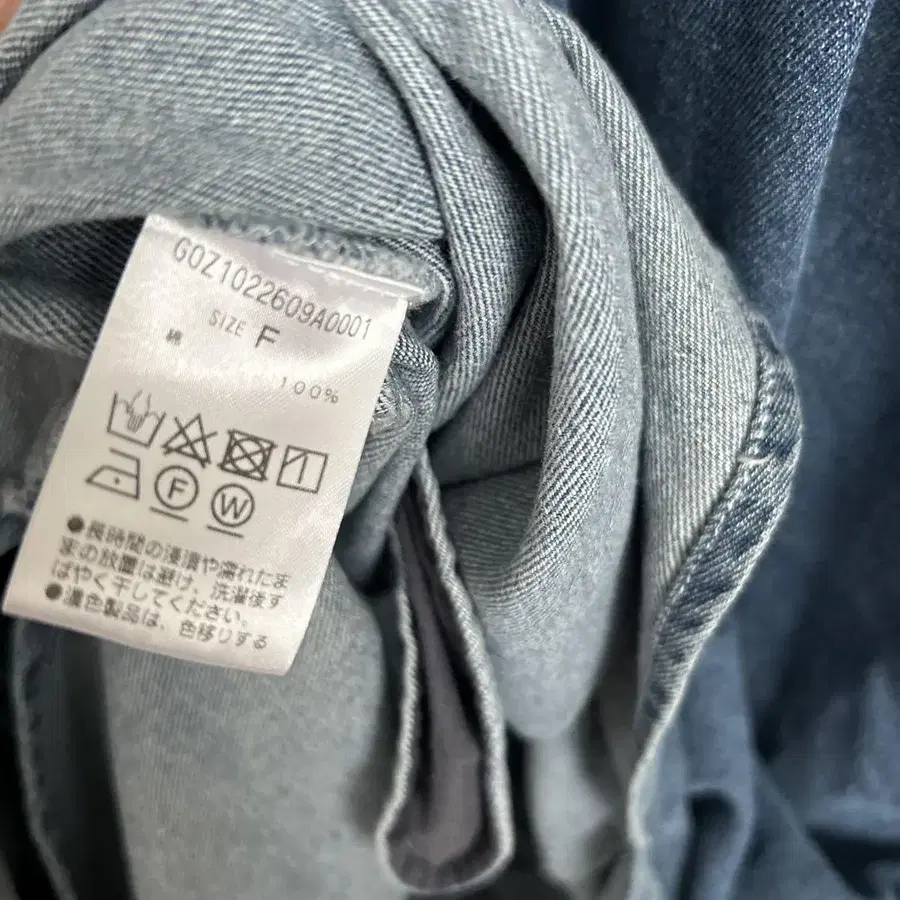 G0Z1022609A0001
SIZE F
綿 100%
F W
●長時間の浸漬や濡れたま
まの放置は避け、洗濯後す
ばやく干してください。
●濃色製品は、色移りする